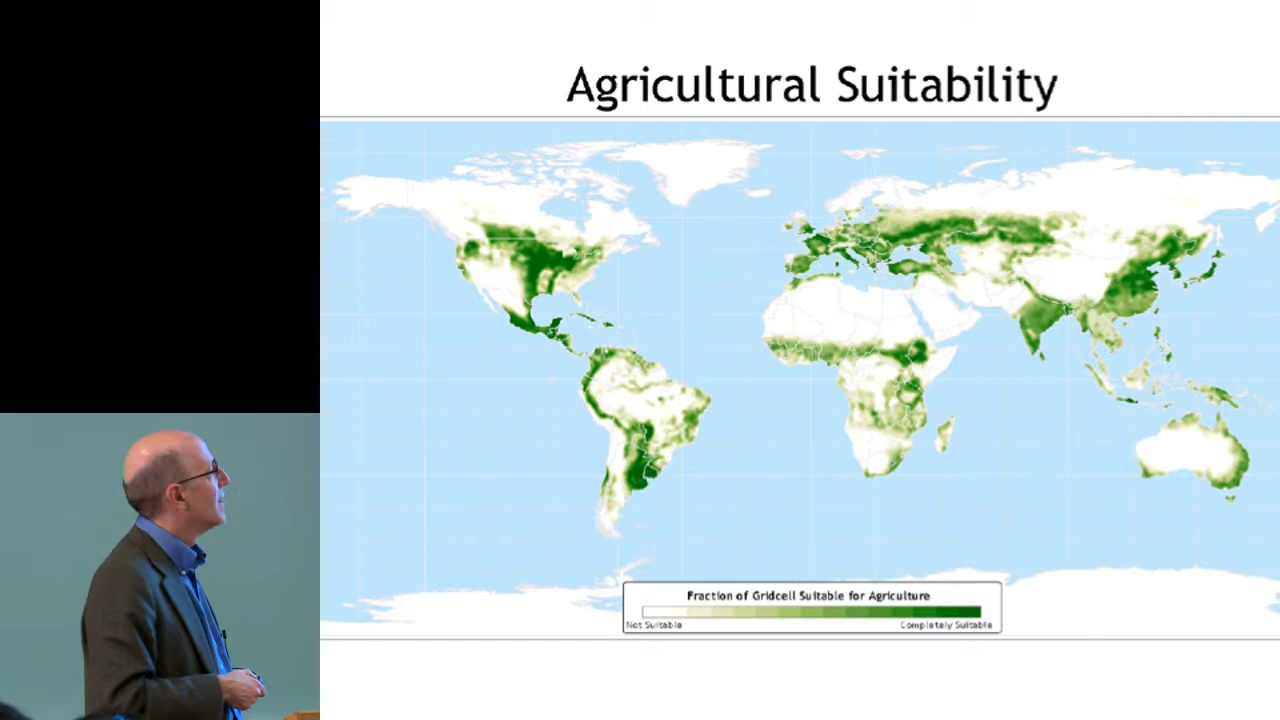 Agricultural Suitability
Fraction of Gridcell Suitable for Agriculture
Not Suitable
Completely Suitable